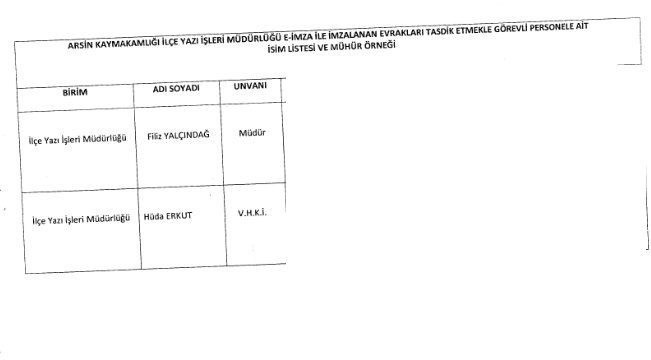 ARSİN KAYMAKAMLIĞI İLÇE YAZI İŞLERİ MÜDÜRLÜĞÜ E-İMZA İLE İMZALANAN EVRAKLARI TASDİK ETMEKLE GÖREVLİ PERSONELE AİT
İSİM LİSTESİ VE MÜHÜR ÖRNEĞİ
BİRİM ADI SOYADI UNVANI
İlçe Yazı İşleri Müdürlüğü Filiz YALÇINDAĞ Müdür
İlçe Yazı İşleri Müdürlüğü Hüda ERKUT V.H.K.İ.